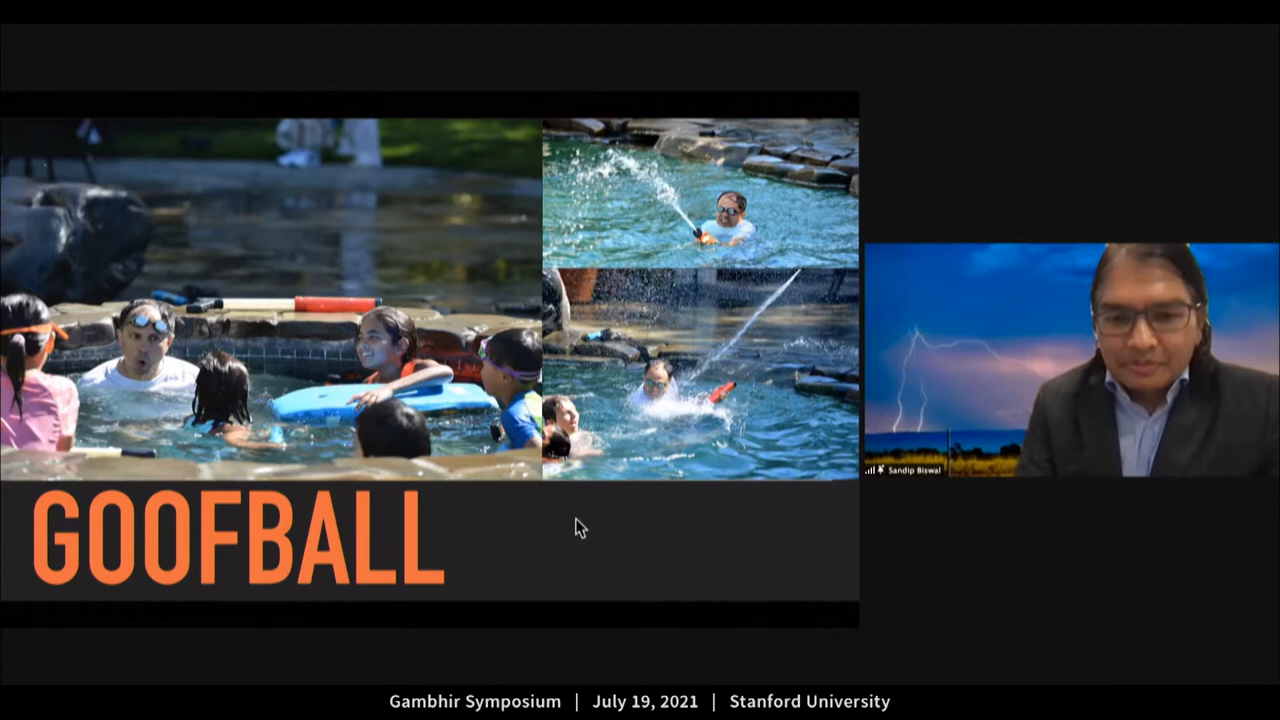 GOOFBALL
Sandip Biswal
Gambhir Symposium | July 19, 2021 | Stanford University